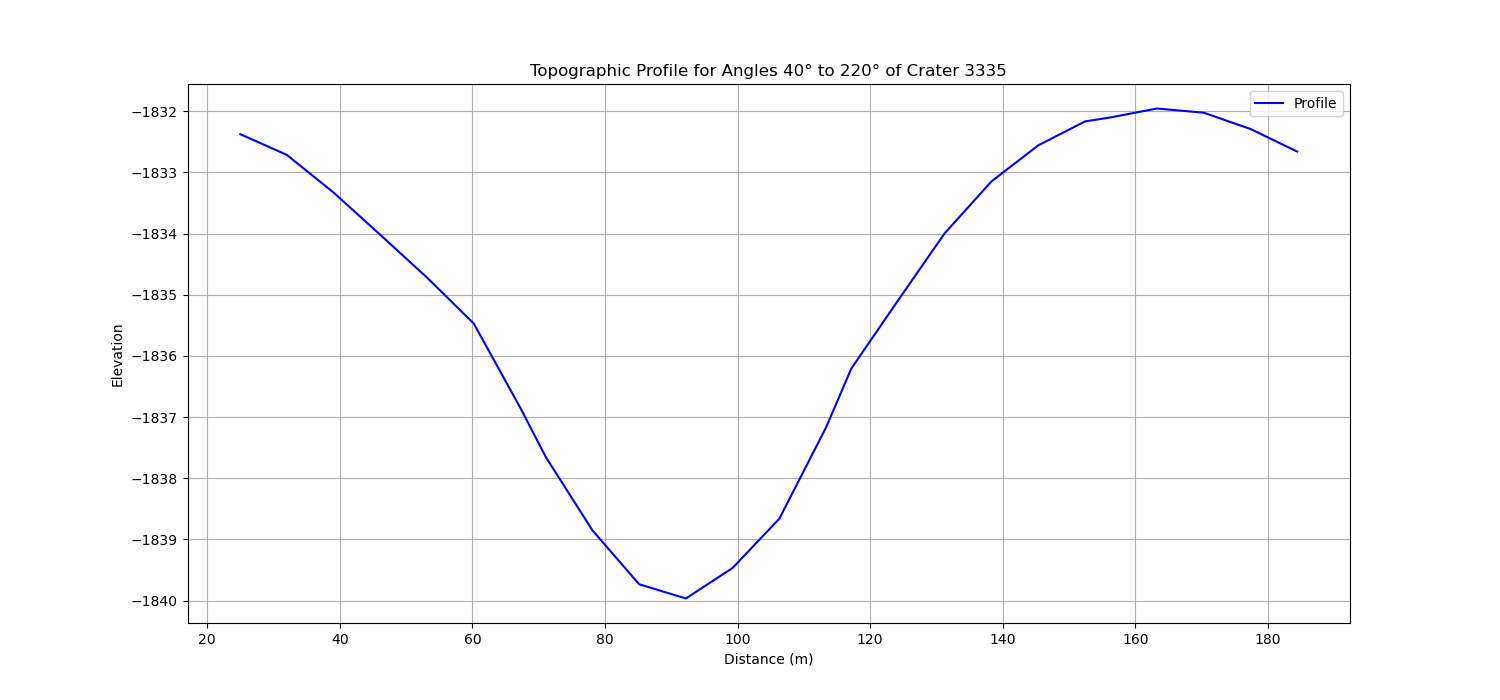 Topographic Profile for Angles 40° to 220° of Crater 3335
Profile
Elevation
−1832
−1833
−1834
−1835
−1836
−1837
−1838
−1839
−1840
20 40 60 80 100 120 140 160 180
Distance (m)